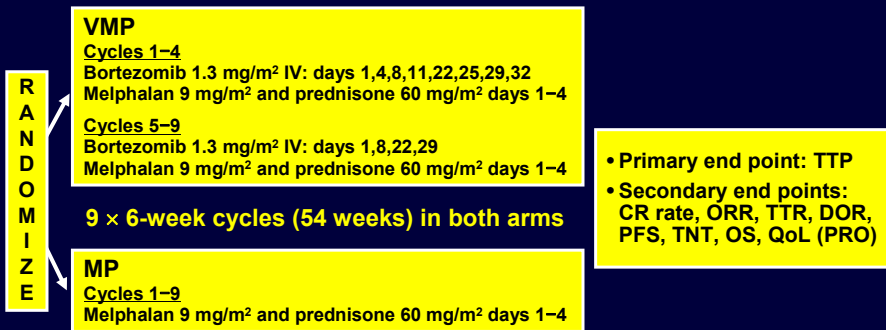 RANDOMIZE
VMP
Cycles 1−4
Bortezomib 1.3 mg/m² IV: days 1,4,8,11,22,25,29,32
Melphalan 9 mg/m² and prednisone 60 mg/m² days 1−4
Cycles 5−9
Bortezomib 1.3 mg/m² IV: days 1,8,22,29
Melphalan 9 mg/m² and prednisone 60 mg/m² days 1−4
9 × 6-week cycles (54 weeks) in both arms
MP
Cycles 1−9
Melphalan 9 mg/m² and prednisone 60 mg/m² days 1−4
• Primary end point: TTP
• Secondary end points:
CR rate, ORR, TTR, DOR,
PFS, TNT, OS, QoL (PRO)